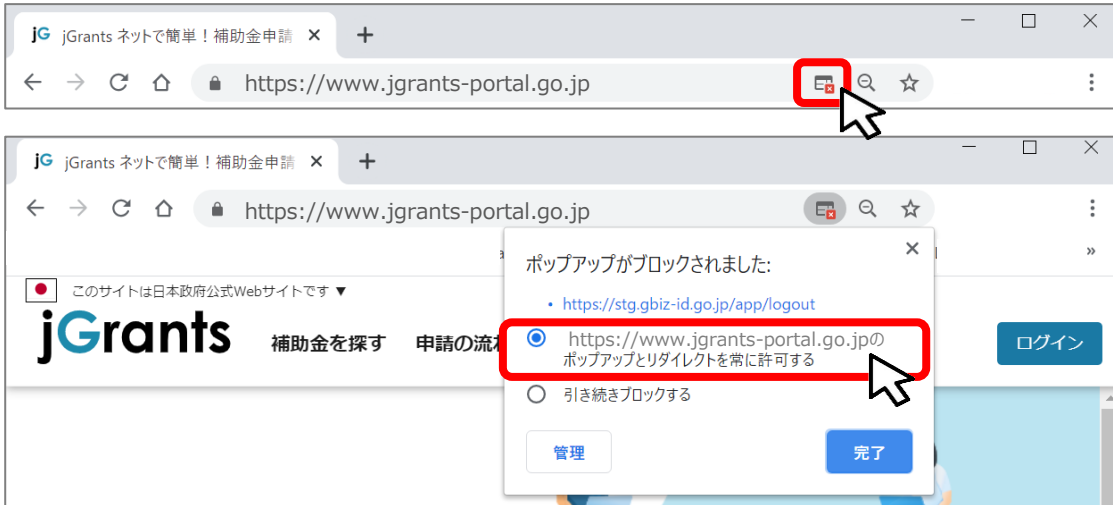 jG jGrants ネットで簡単！補助金申請
https://www.jgrants-portal.go.jp
jG jGrants ネットで簡単！補助金申請
https://www.jgrants-portal.go.jp
ポップアップがブロックされました:
• https://stg.gbiz-id.go.jp/app/logout
https://www.jgrants-portal.go.jpの
ポップアップとリダイレクトを常に許可する
引き続きブロックする
管理
完了
このサイトは日本政府公式Webサイトです ▼
jGrants
補助金を探す
申請の流
ログイン